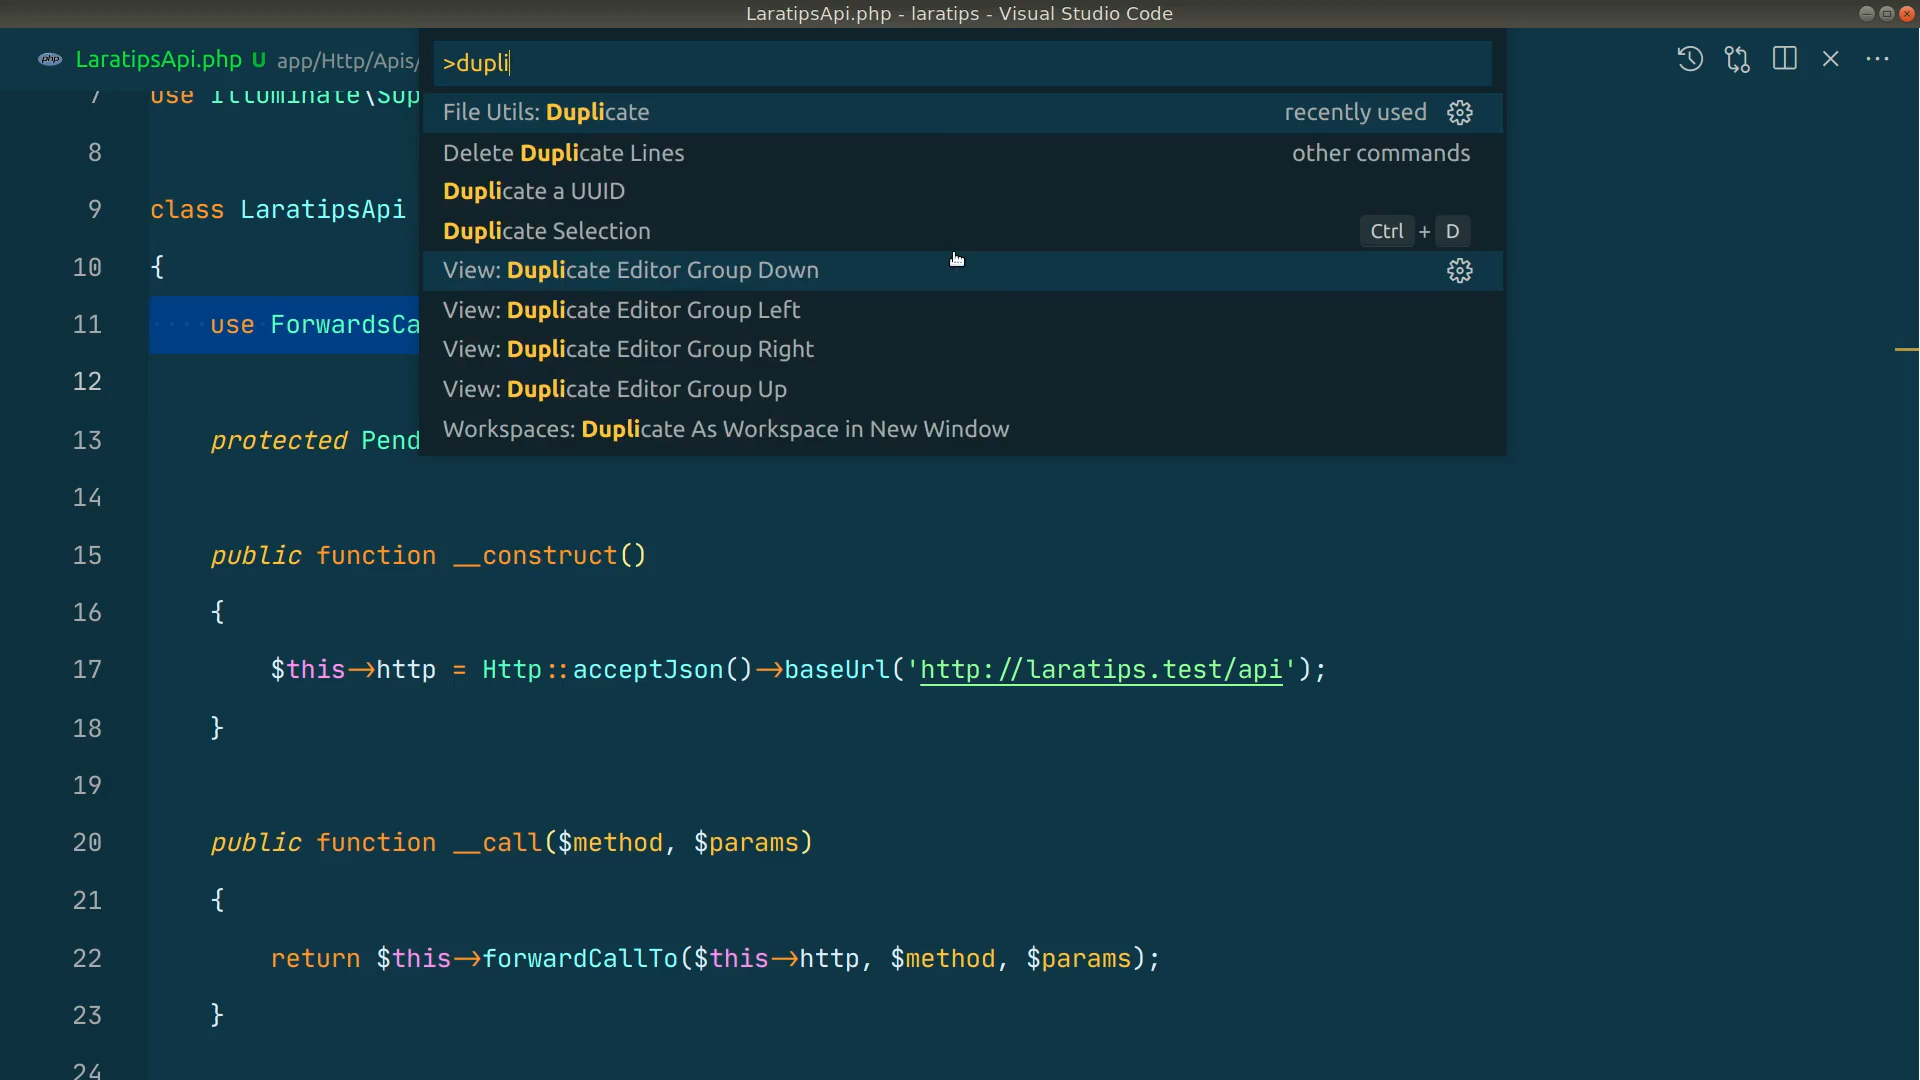 LaratipsApi.php - laratips - Visual Studio Code
php LaratipsApi.php U app/Http/Apis/
>dupli
7 use Illuminate\Sup
File Utils: Duplicate recently used
8
Delete Duplicate Lines other commands
Duplicate a UUID
9 class LaratipsApi
Duplicate Selection Ctrl + D
10 {
View: Duplicate Editor Group Down
View: Duplicate Editor Group Left
11 ····use·ForwardsCa
View: Duplicate Editor Group Right
12
View: Duplicate Editor Group Up
Workspaces: Duplicate As Workspace in New Window
13 protected Pend
14
15 public function __construct()
16 {
17 $this->http = Http::acceptJson()->baseUrl('http://laratips.test/api');
18 }
19
20 public function __call($method, $params)
21 {
22 return $this->forwardCallTo($this->http, $method, $params);
23 }
24